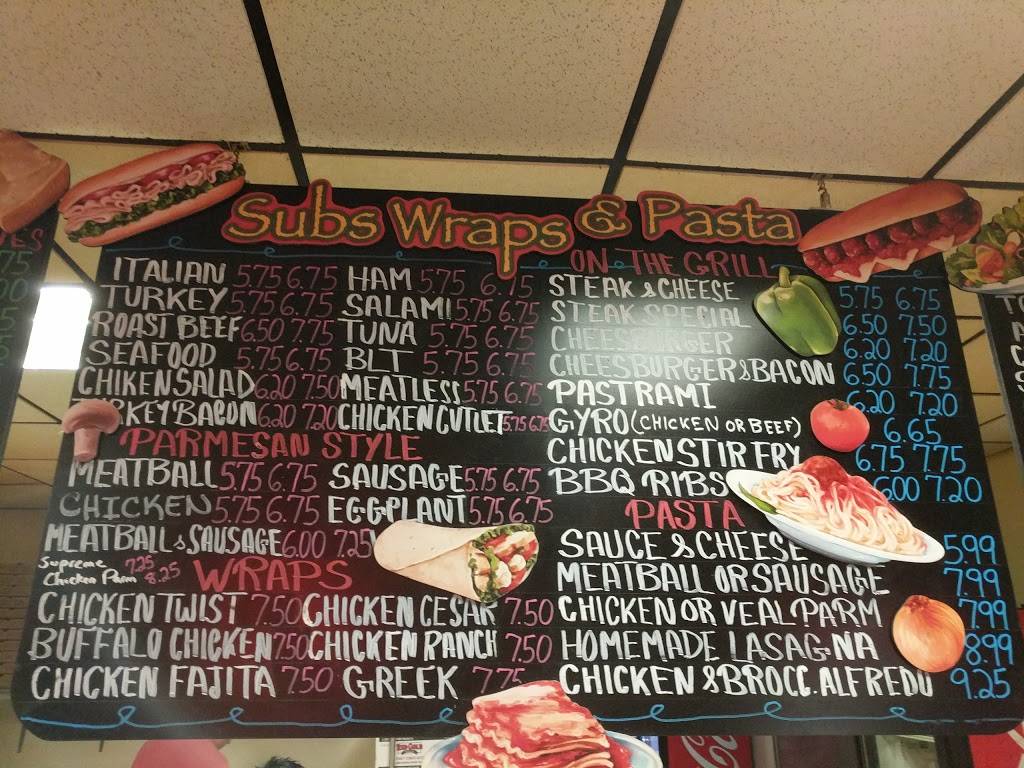 Subs Wraps & Pasta
ITALIAN 5.75 6.75
TURKEY 5.75 6.75
ROAST BEEF 6.50 7.75
SEAFOOD 5.75 6.75
CHIKEN SALAD 6.20 7.50
TURKEY BACON 6.20 7.20
HAM 5.75 6.75
SALAMI 5.75 6.75
TUNA 5.75 6.75
BLT 5.75 6.75
MEATLESS 5.75 6.75
CHICKEN CUTLET 5.75 6.75
PARMESAN STYLE
MEATBALL 5.75 6.75
CHICKEN 5.75 6.75
MEATBALL & SAUSAGE 6.00 7.25
SAUSAGE 5.75 6.75
EGGPLANT 5.75 6.75
Supreme 7.25
Chicken Parm 8.25
WRAPS
CHICKEN TWIST 7.50
BUFFALO CHICKEN 7.50
CHICKEN FAJITA 7.50
CHICKEN CESAR 7.50
CHICKEN RANCH 7.50
GREEK 7.75
ON THE GRILL
STEAK & CHEESE 5.75 6.75
STEAK SPECIAL 6.50 7.50
CHEESBURGER 6.20 7.20
CHEESBURGER & BACON 6.50 7.75
PASTRAMI 6.20 7.20
GYRO (CHICKEN OR BEEF) 6.65
CHICKEN STIR FRY 6.75 7.75
BBQ RIBS 6.00 7.20
PASTA
SAUCE & CHEESE 5.99
MEATBALL OR SAUSAGE 7.99
CHICKEN OR VEAL PARM 7.99
HOMEMADE LASAGNA 8.99
CHICKEN & BROCC. ALFREDO 9.25